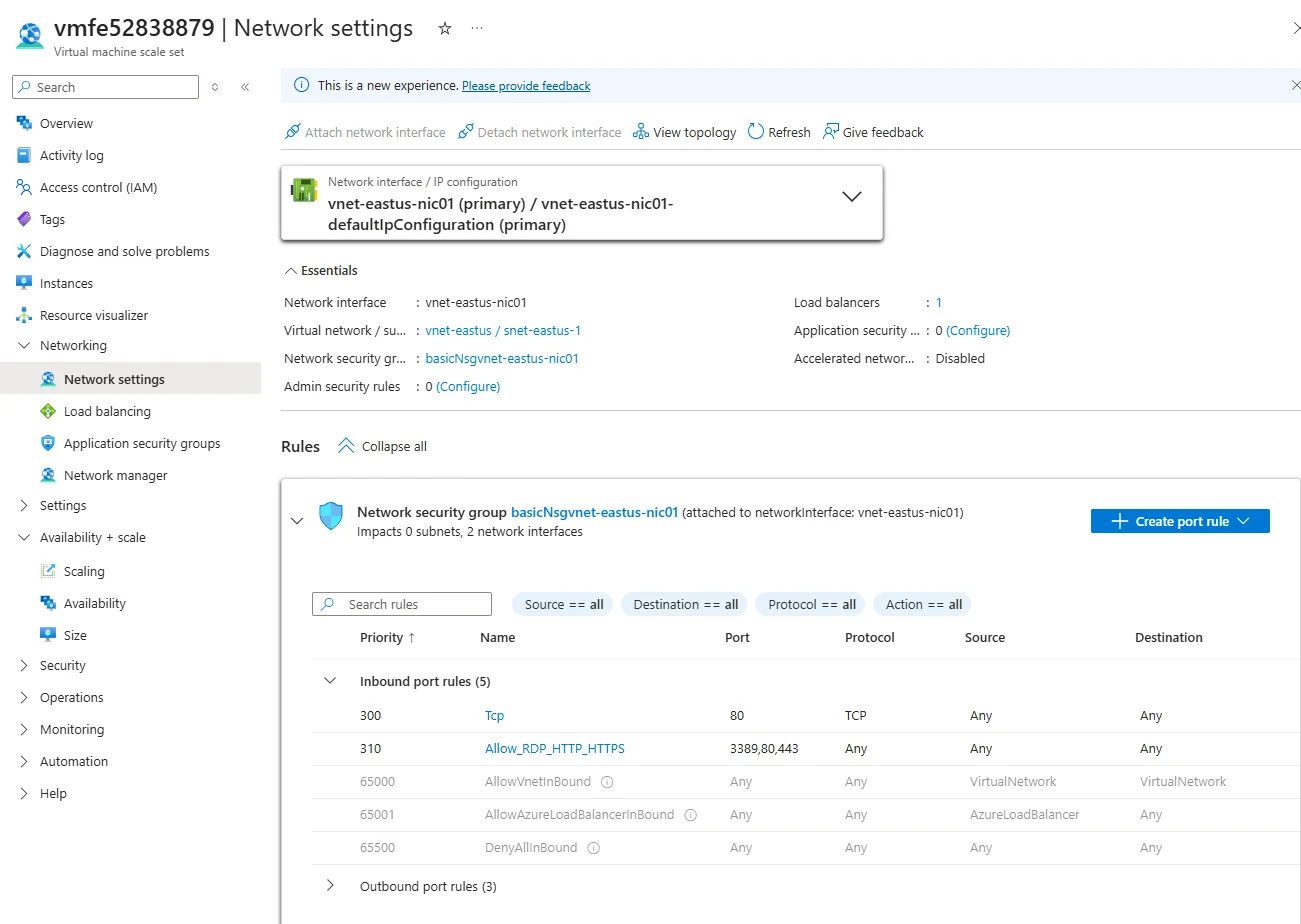 vmfe52838879 | Network settings ☆ ...
Virtual machine scale set
Search
This is a new experience. Please provide feedback
Attach network interface Detach network interface View topology Refresh Give feedback
Overview
Activity log
Access control (IAM)
Tags
Diagnose and solve problems
Instances
Resource visualizer
Networking
Network settings
Load balancing
Application security groups
Network manager
Settings
Availability + scale
Scaling
Availability
Size
Security
Operations
Monitoring
Automation
Help
Network interface / IP configuration
vnet-eastus-nic01 (primary) / vnet-eastus-nic01-
defaultIpConfiguration (primary)
Essentials
Network interface : vnet-eastus-nic01 Load balancers : 1
Virtual network / su... : vnet-eastus / snet-eastus-1 Application security ... : 0 (Configure)
Network security gr... : basicNsgvnet-eastus-nic01 Accelerated networ... : Disabled
Admin security rules : 0 (Configure)
Rules Collapse all
Network security group basicNsgvnet-eastus-nic01 (attached to networkInterface: vnet-eastus-nic01)
Impacts 0 subnets, 2 network interfaces
Create port rule
Search rules Source == all Destination == all Protocol == all Action == all
Priority ↑ Name Port Protocol Source Destination
Inbound port rules (5)
300 Tcp 80 TCP Any Any
310 Allow_RDP_HTTP_HTTPS 3389,80,443 Any Any Any
65000 AllowVnetInBound Any Any VirtualNetwork VirtualNetwork
65001 AllowAzureLoadBalancerInBound Any Any AzureLoadBalancer Any
65500 DenyAllInBound Any Any Any Any
Outbound port rules (3)